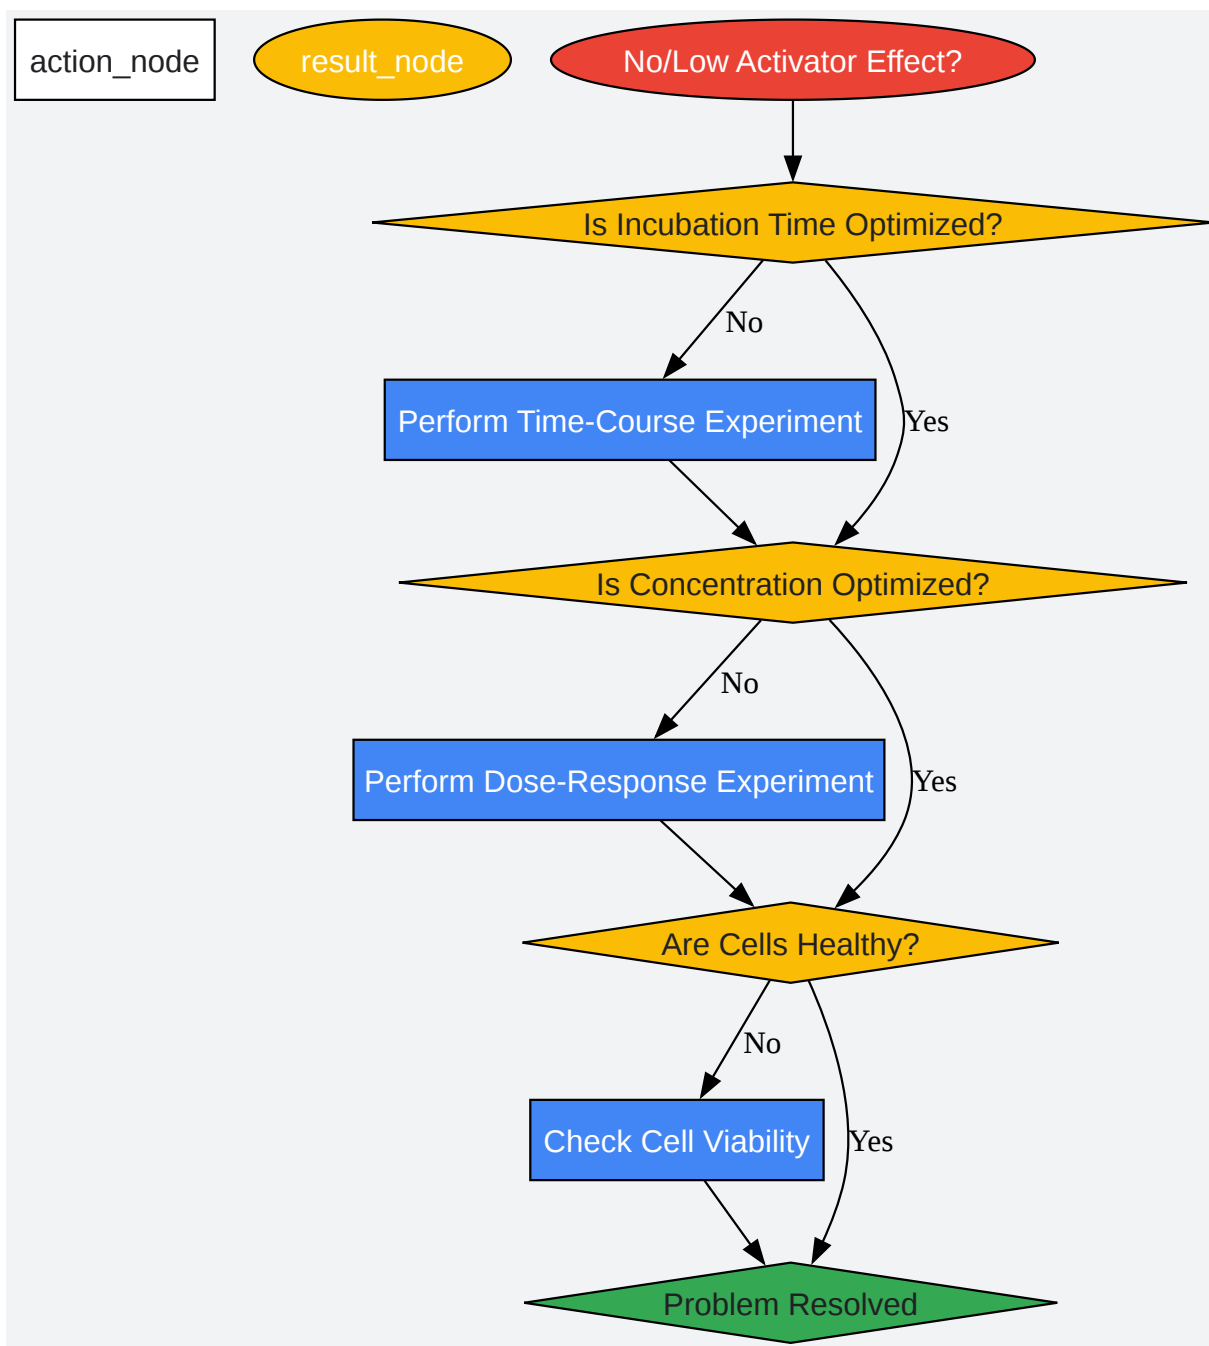 action_node
result_node
No/Low Activator Effect?
Is Incubation Time Optimized?
No
Perform Time-Course Experiment
Yes
Is Concentration Optimized?
No
Perform Dose-Response Experiment
Yes
Are Cells Healthy?
No
Check Cell Viability
Yes
Problem Resolved